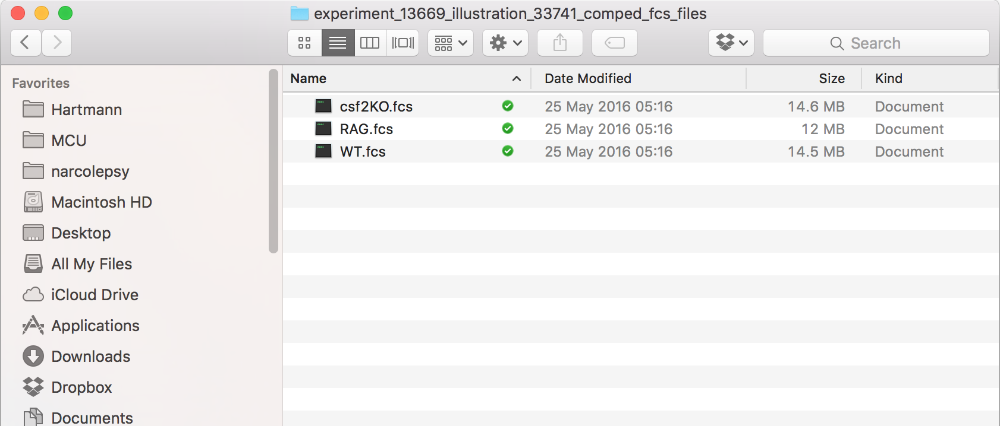 experiment_13669_illustration_33741_comped_fcs_files
Search
Favorites
Hartmann
MCU
narcolepsy
Macintosh HD
Desktop
All My Files
iCloud Drive
Applications
Downloads
Dropbox
Documents
Name Date Modified Size Kind
csf2KO.fcs 25 May 2016 05:16 14.6 MB Document
RAG.fcs 25 May 2016 05:16 12 MB Document
WT.fcs 25 May 2016 05:16 14.5 MB Document